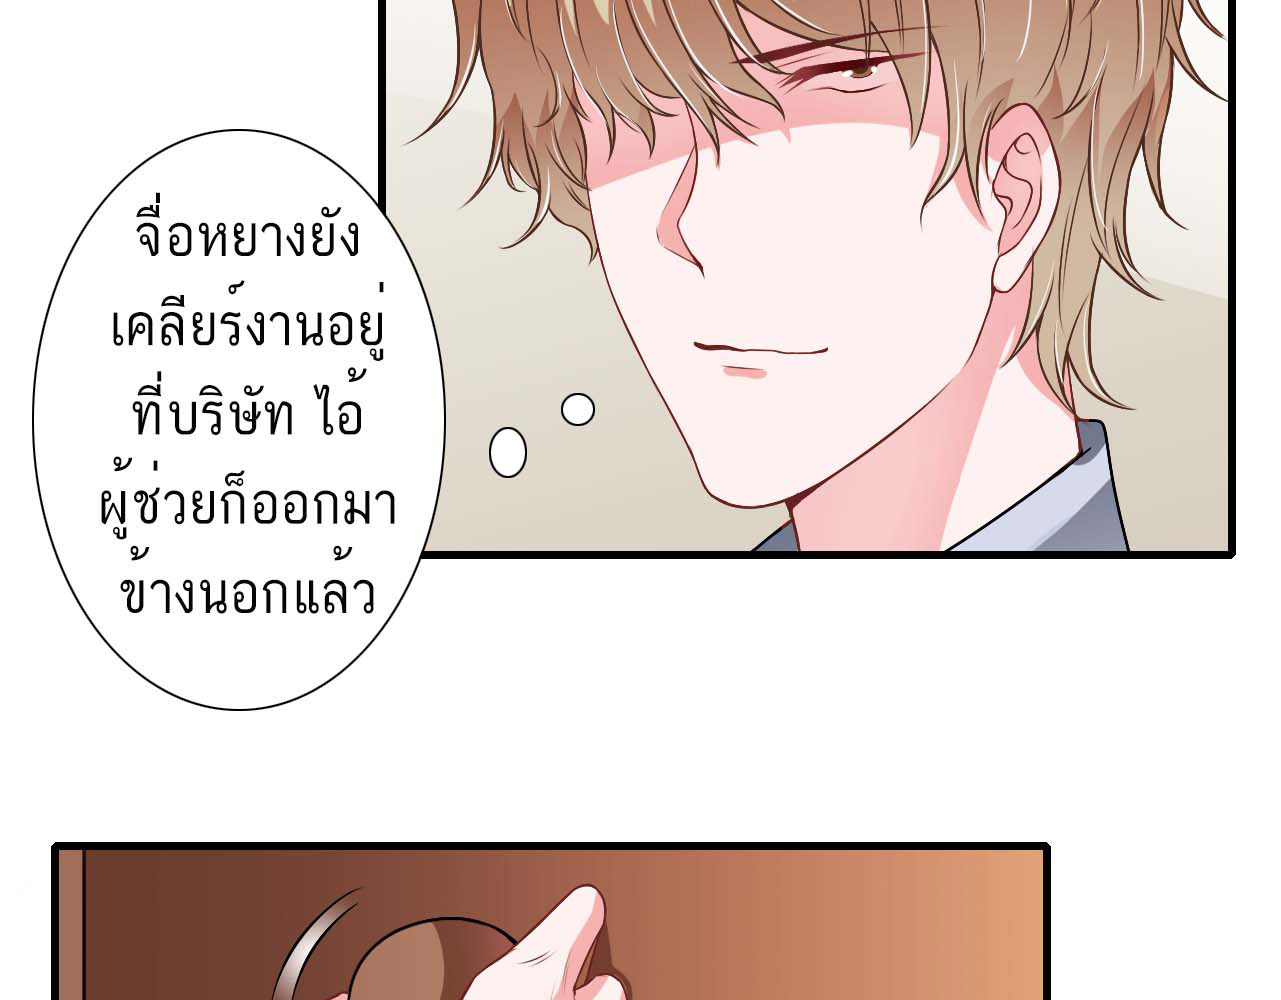 จื่อหยางยัง
เคลียร์งานอยู่
ที่บริษัท ไอ้
ผู้ช่วยก็ออกมา
ข้างนอกแล้ว